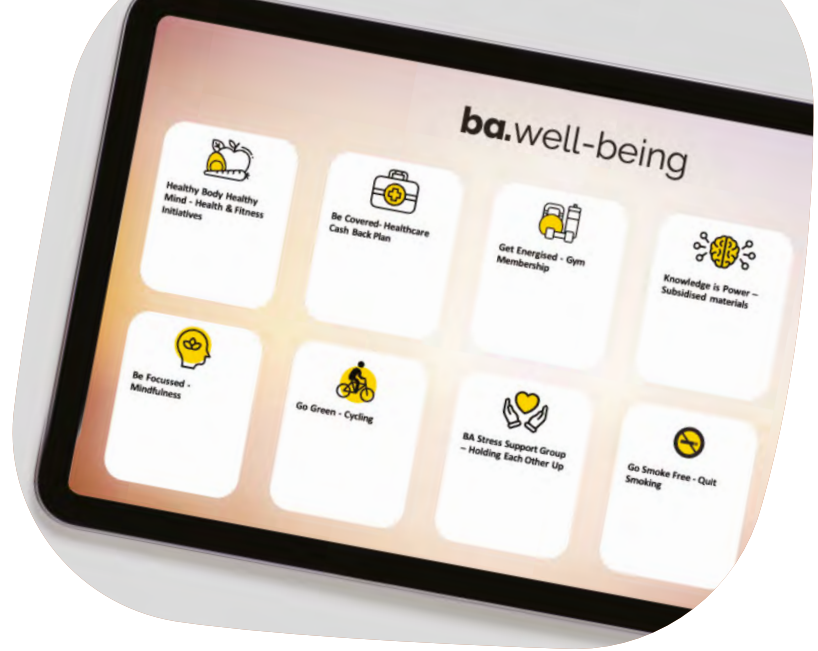 ba.well-being
Healthy Body Healthy
Mind - Health & Fitness
Initiatives
Be Covered- Healthcare
Cash Back Plan
Get Energised - Gym
Membership
Knowledge is Power –
Subsidised materials
Be Focussed -
Mindfulness
Go Green - Cycling
BA Stress Support Group
– Holding Each Other Up
Go Smoke Free - Quit
Smoking